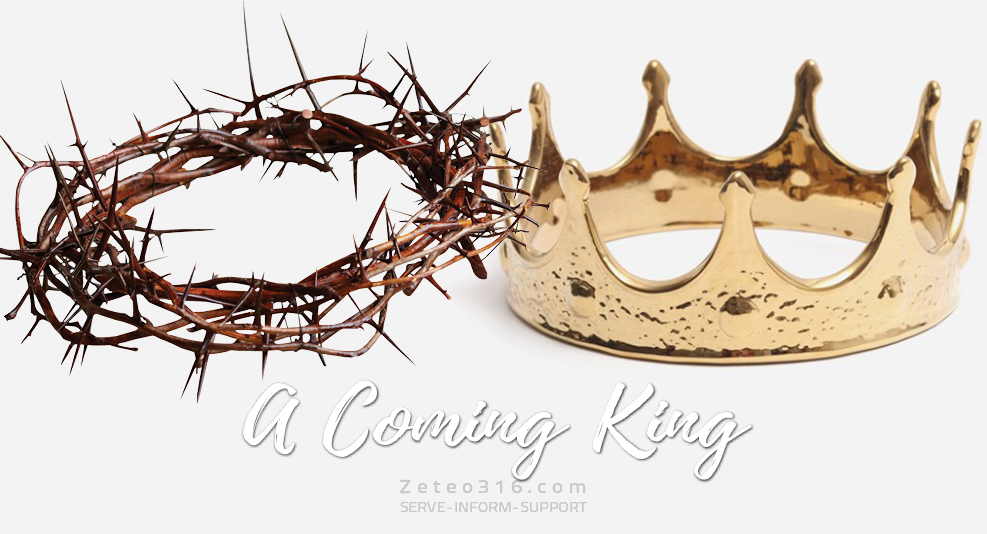 A Coming King
Zeteo316.com
SERVE-INFORM-SUPPORT